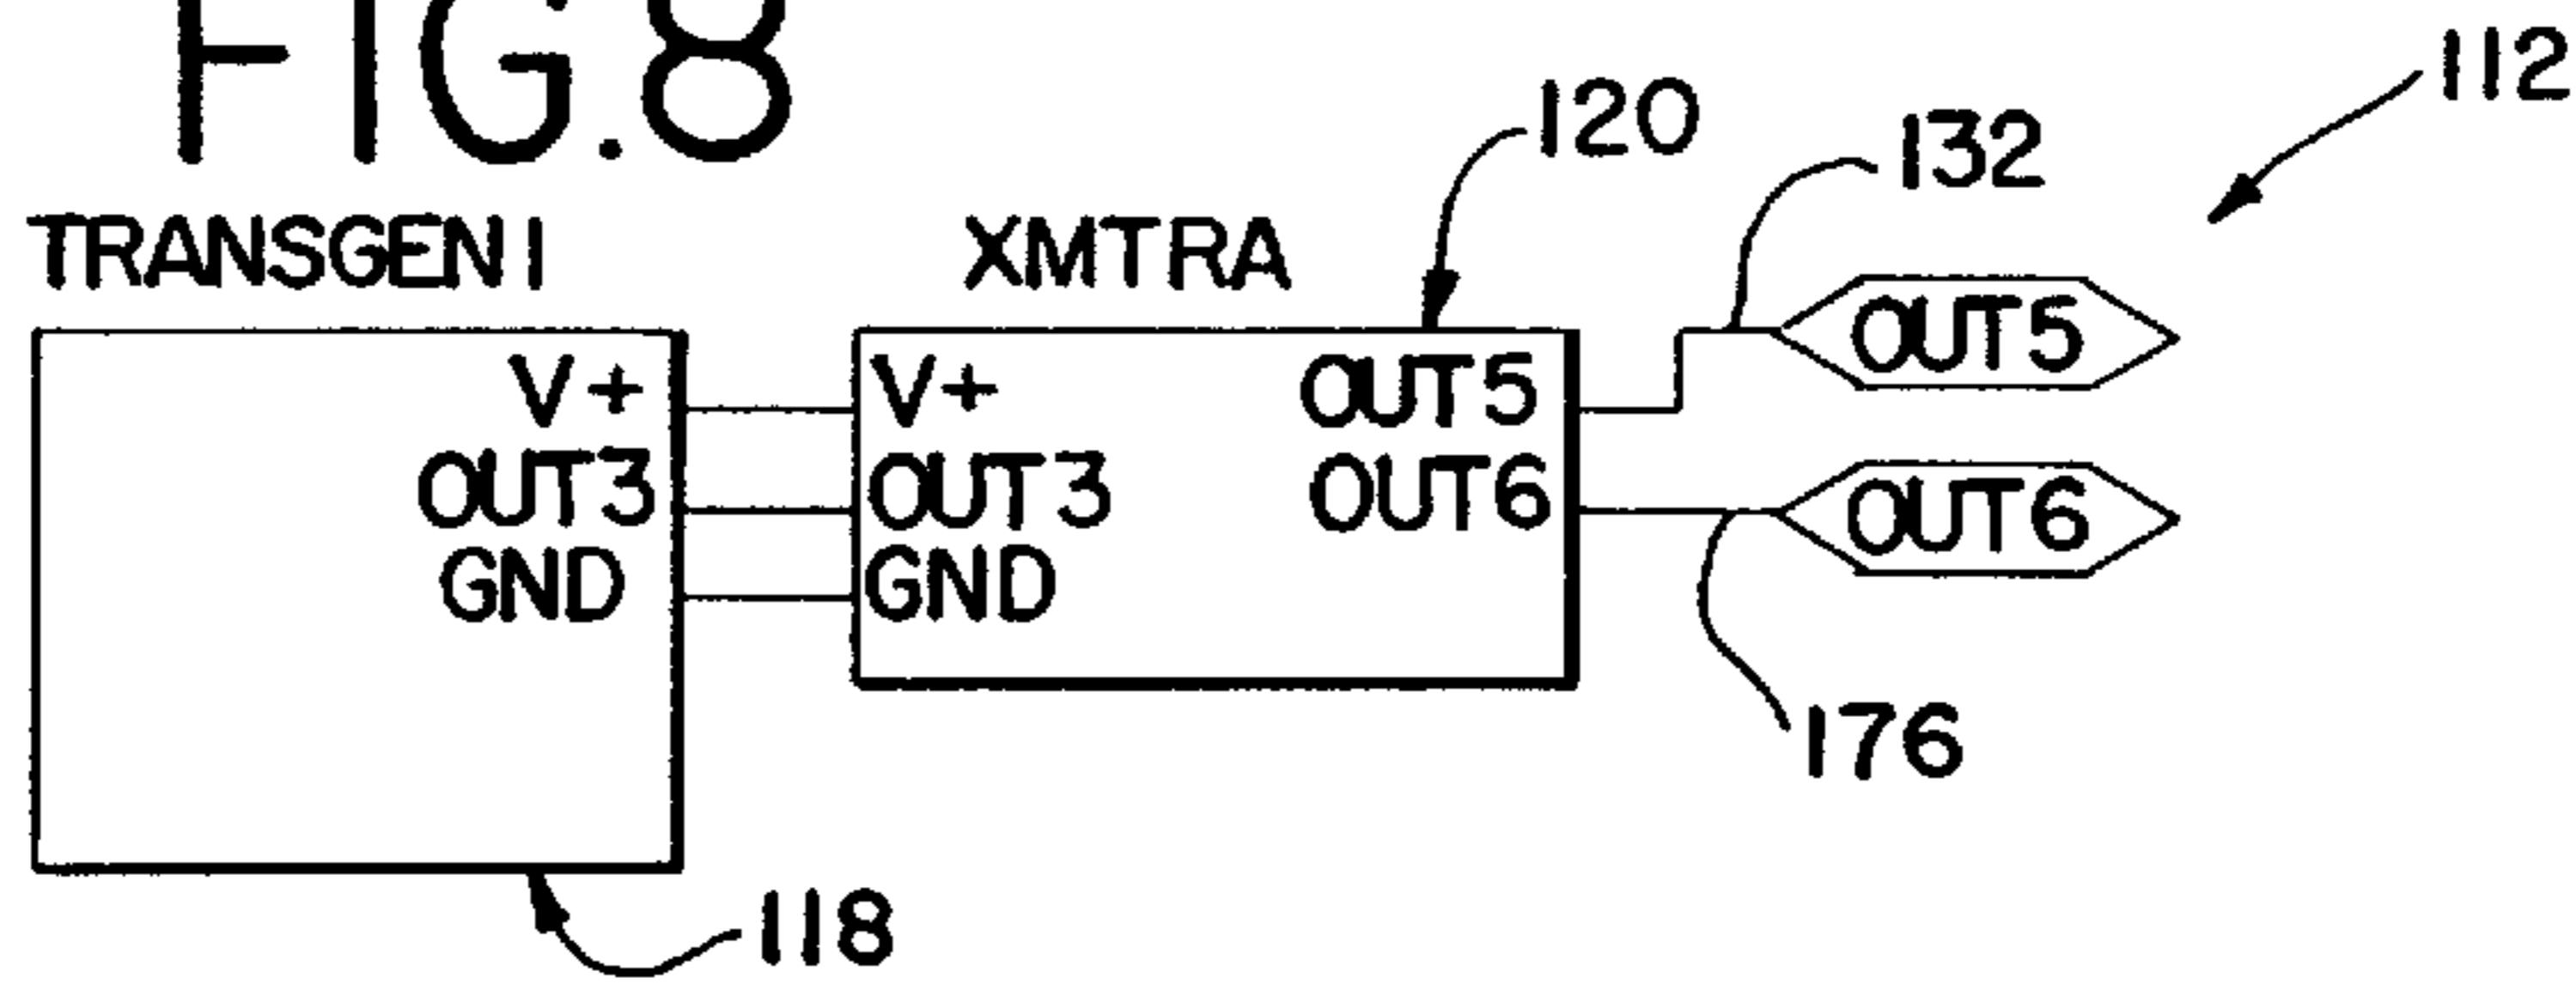 FIG.8
112
120
132
TRANSGEN1
XMTRA
V+
OUT3
GND
V+
OUT3
GND
OUT5
OUT6
OUT5
OUT6
176
118